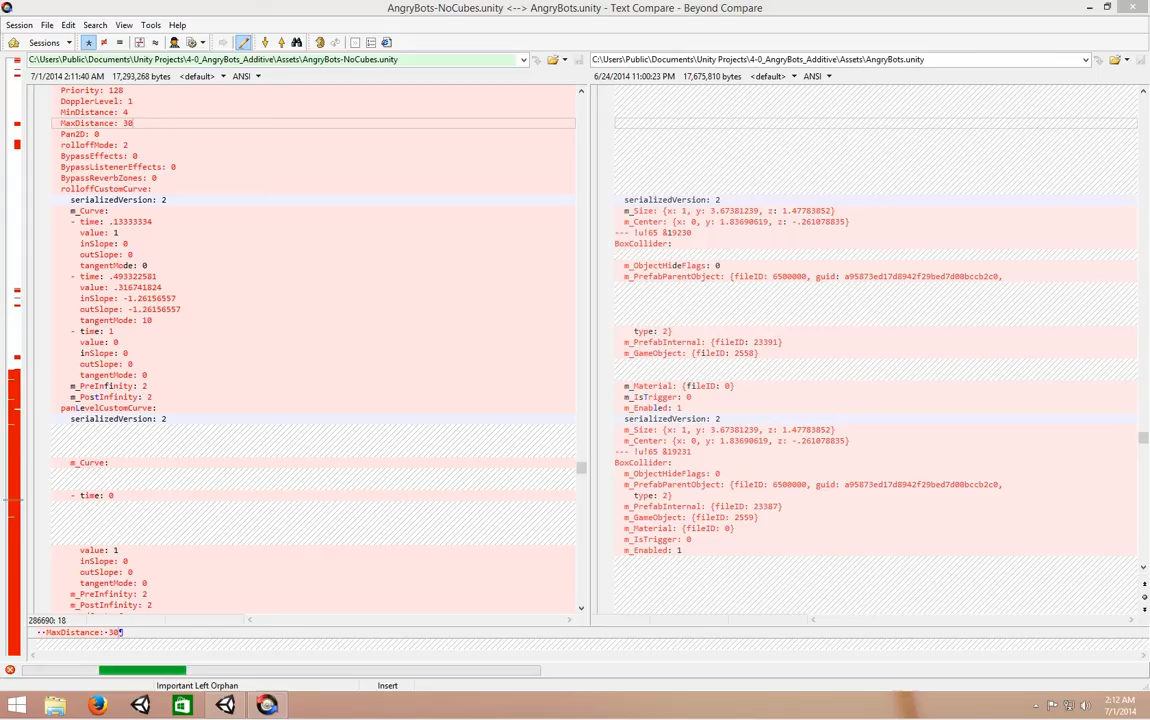 AngryBots-NoCubes.unity <--> AngryBots.unity - Text Compare - Beyond Compare
Session File Edit Search View Tools Help
Sessions
C:\Users\Public\Documents\Unity Projects\4-0_AngryBots_Additive\Assets\AngryBots-NoCubes.unity
7/1/2014 2:11:40 AM 17,293,268 bytes <default> ANSI
Priority: 128
DopplerLevel: 1
MinDistance: 4
MaxDistance: 30
Pan2D: 0
rolloffMode: 2
BypassEffects: 0
BypassListenerEffects: 0
BypassReverbZones: 0
rolloffCustomCurve:
serializedVersion: 2
m_Curve:
- time: .13333334
value: 1
inSlope: 0
outSlope: 0
tangentMode: 0
- time: .493322581
value: .316741824
inSlope: -1.26156557
outSlope: -1.26156557
tangentMode: 10
- time: 1
value: 0
inSlope: 0
outSlope: 0
tangentMode: 0
m_PreInfinity: 2
m_PostInfinity: 2
panLevelCustomCurve:
serializedVersion: 2
m_Curve:
- time: 0
value: 1
inSlope: 0
outSlope: 0
tangentMode: 0
m_PreInfinity: 2
m_PostInfinity: 2
C:\Users\Public\Documents\Unity Projects\4-0_AngryBots_Additive\Assets\AngryBots.unity
6/24/2014 11:00:23 PM 17,675,810 bytes <default> ANSI
serializedVersion: 2
m_Size: {x: 1, y: 3.67381239, z: 1.47783852}
m_Center: {x: 0, y: 1.83690619, z: -.261078835}
--- !u!65 &19230
BoxCollider:
m_ObjectHideFlags: 0
m_PrefabParentObject: {fileID: 6500000, guid: a95873ed17d8942f29bed7d00bccb2c0,
type: 2}
m_PrefabInternal: {fileID: 23391}
m_GameObject: {fileID: 2558}
m_Material: {fileID: 0}
m_IsTrigger: 0
m_Enabled: 1
serializedVersion: 2
m_Size: {x: 1, y: 3.67381239, z: 1.47783852}
m_Center: {x: 0, y: 1.83690619, z: -.261078835}
--- !u!65 &19231
BoxCollider:
m_ObjectHideFlags: 0
m_PrefabParentObject: {fileID: 6500000, guid: a95873ed17d8942f29bed7d00bccb2c0,
type: 2}
m_PrefabInternal: {fileID: 23387}
m_GameObject: {fileID: 2559}
m_Material: {fileID: 0}
m_IsTrigger: 0
m_Enabled: 1
286690: 18
··MaxDistance:·30¶
Important Left Orphan Insert
2:12 AM
7/1/2014